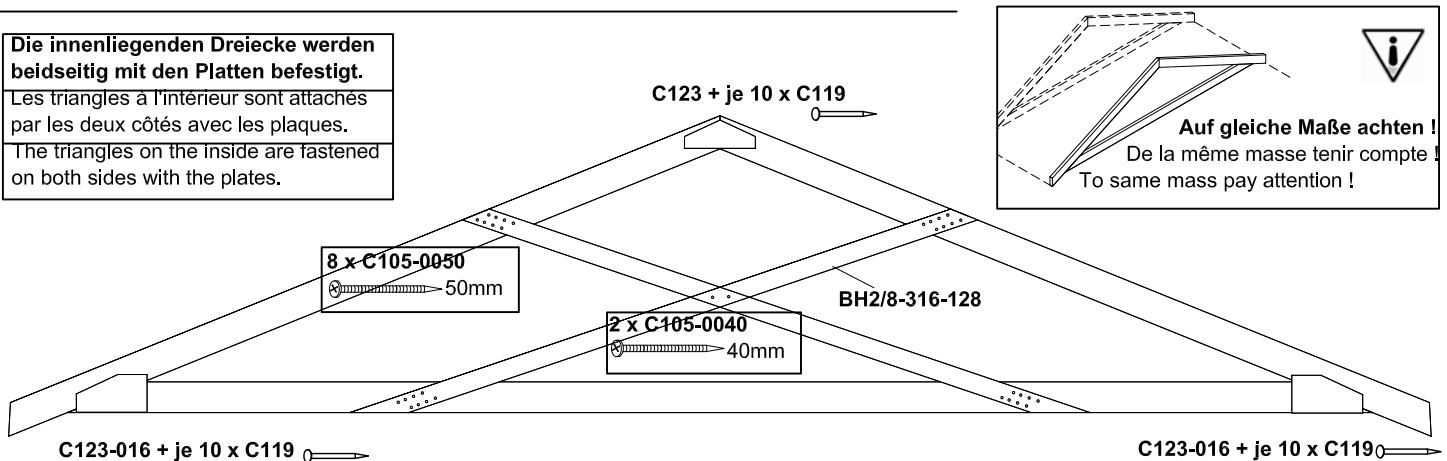 Die innenliegenden Dreiecke werden
beidseitig mit den Platten befestigt.
Les triangles à l'intérieur sont attachés
par les deux côtés avec les plaques.
The triangles on the inside are fastened
on both sides with the plates.
C123 + je 10 x C119
Auf gleiche Maße achten !
De la même masse tenir compte !
To same mass pay attention !
8 x C105-0050
50mm
BH2/8-316-128
2 x C105-0040
40mm
C123-016 + je 10 x C119
C123-016 + je 10 x C119